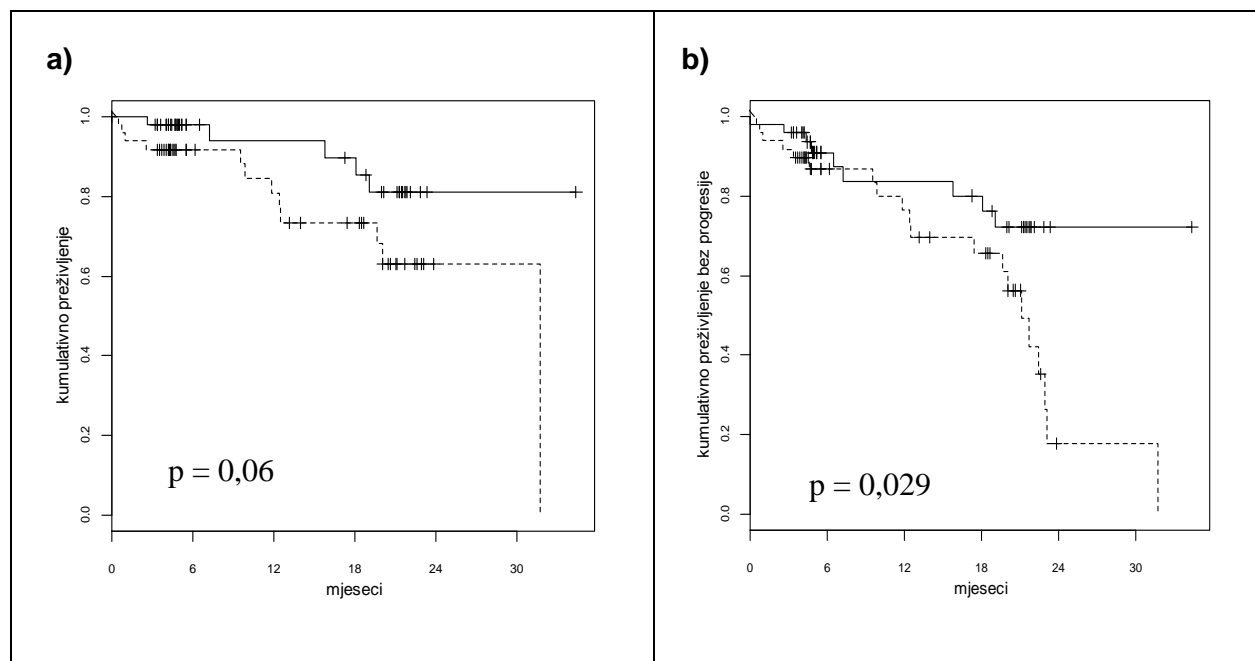 a)
kumulativno preživljenje
1.0
0.8
0.6
0.4
0.2
0.0
p = 0,06
0 6 12 18 24 30
mjeseci
b)
kumulativno preživljenje bez progresije
1.0
0.8
0.6
0.4
0.2
0.0
p = 0,029
0 6 12 18 24 30
mjeseci